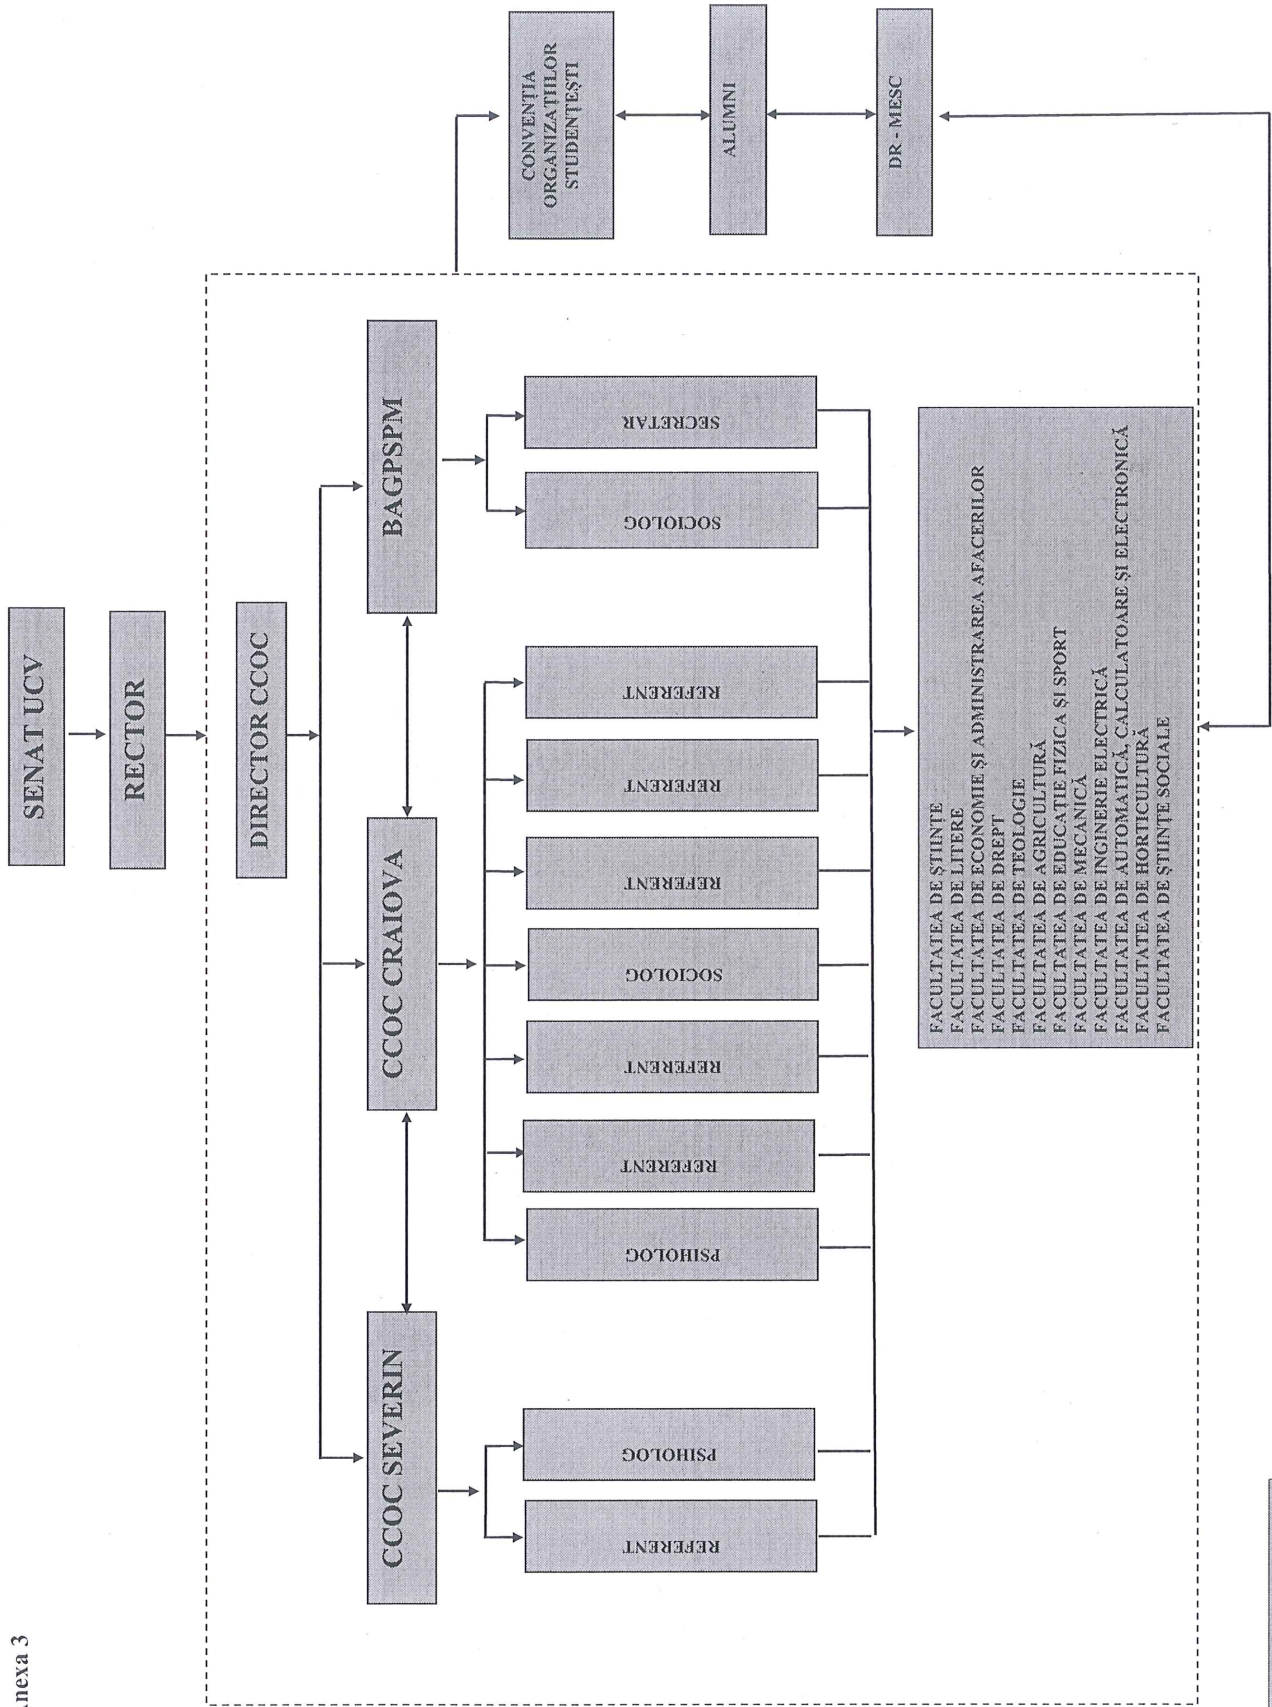 nexa 3
SENAT UCV
RECTOR
DIRECTOR CCOC
CCOC SEVERIN
CCOC CRAIOVA
BAGPSPM
REFERENT
PSIHOLOG
PSIHOLOG
REFERENT
REFERENT
SOCIOLOG
REFERENT
REFERENT
REFERENT
SOCIOLOG
SECRETAR
FACULTATEA DE ȘTIINȚE
FACULTATEA DE LITERE
FACULTATEA DE ECONOMIE ȘI ADMINISTRAREA AFACERILOR
FACULTATEA DE DREPT
FACULTATEA DE TEOLOGIE
FACULTATEA DE AGRICULTURĂ
FACULTATEA DE EDUCATIE FIZICA ȘI SPORT
FACULTATEA DE MECANICĂ
FACULTATEA DE INGINERIE ELECTRICĂ
FACULTATEA DE AUTOMATICĂ, CALCULATOARE ȘI ELECTRONICĂ
FACULTATEA DE HORTICULTURĂ
FACULTATEA DE ȘTIINȚE SOCIALE
CONVENȚIA
ORGANIZAȚIILOR
STUDENȚEȘTI
ALUMNI
DR - MESC